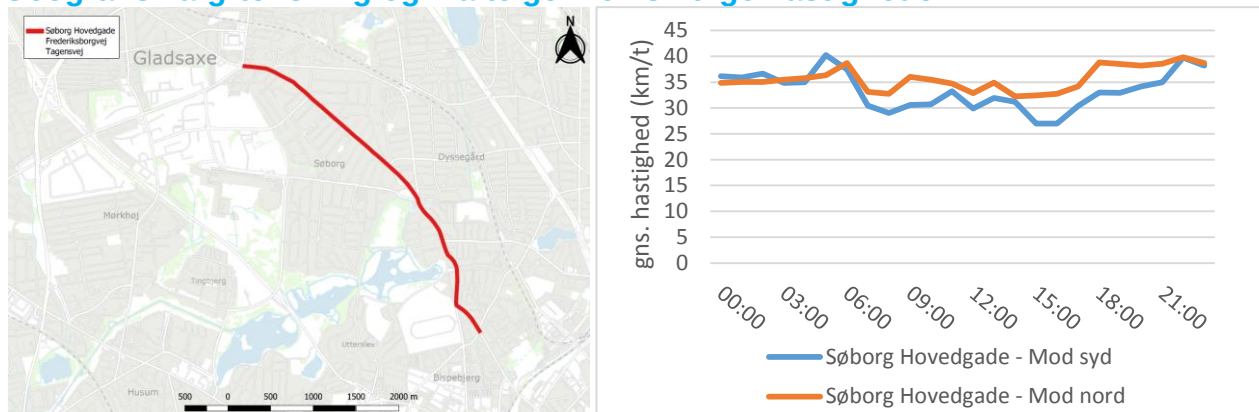 Søborg Hovedgade
Frederiksborgvej
Tagensvej
Gladsaxe
N
Søborg
Dyssegård
Mørkhøj
Tingbjerg
Utterslev
Bispebjerg
Husum
500 0 500 1000 1500 2000 m
gns. hastighed (km/t)
45
40
35
30
25
20
15
10
5
0
00:00 03:00 06:00 09:00 12:00 15:00 18:00 21:00
Søborg Hovedgade - Mod syd
Søborg Hovedgade - Mod nord